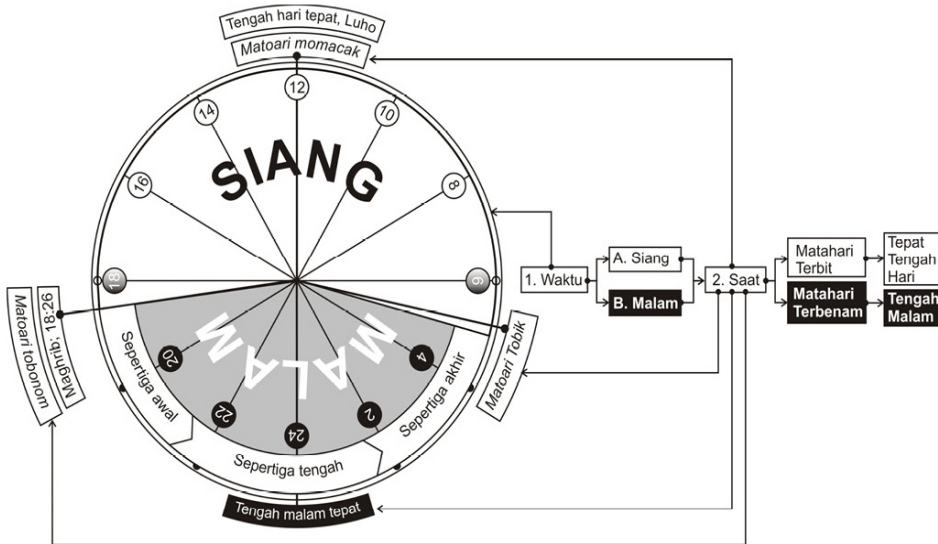 Tengah hari tepat, Luho
Matoari momacak
12
14
10
16
8
SIANG
18
6
MALAM
20
4
22
2
24
Sepertiga awal
Sepertiga tengah
Sepertiga akhir
Maghrib; 18:26
Matoari tobonom
Matoari Tobik
Tengah malam tepat
1. Waktu
A. Siang
B. Malam
2. Saat
Matahari
Terbit
Matahari
Terbenam
Tepat
Tengah
Hari
Tengah
Malam